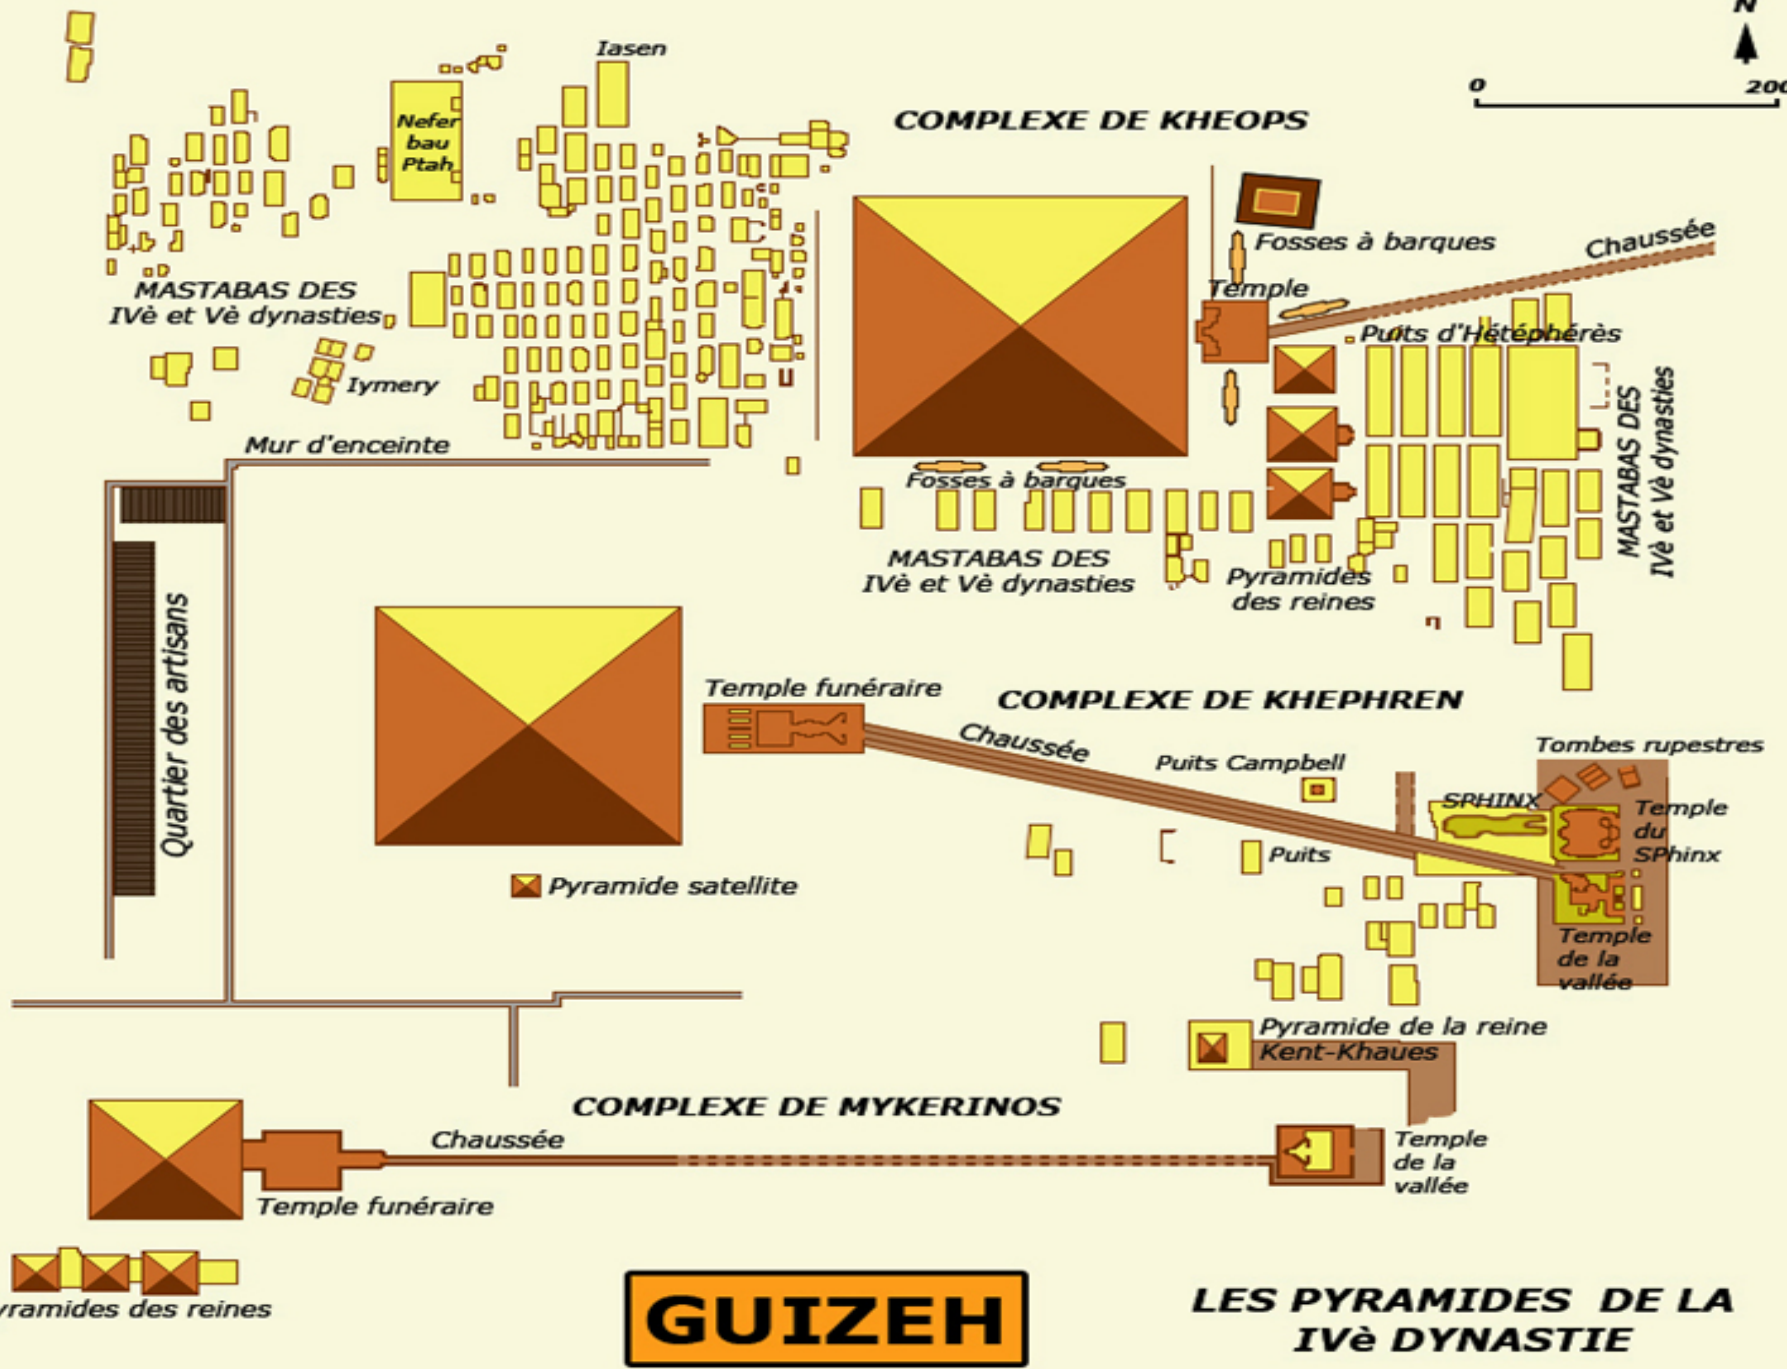 N
0
200
Iasen
COMPLEXE DE KHEOPS
Nefer
bau
Ptah
Fosses à barques
Chaussée
Temple
MASTABAS DES
IVè et Vè dynasties
Puits d'Hétéphérès
Iymery
MASTABAS DES
IVè et Vè dynasties
Mur d'enceinte
Fosses à barques
MASTABAS DES
IVè et Vè dynasties
Pyramides
des reines
Quartier des artisans
Temple funéraire
COMPLEXE DE KHEPHREN
Chaussée
Puits Campbell
Tombes rupestres
SPHINX
Temple
du
SPhinx
Puits
Pyramide satellite
Temple
de la
vallée
Pyramide de la reine
Kent-Khaues
COMPLEXE DE MYKERINOS
Chaussée
Temple
de la
vallée
Temple funéraire
yramides des reines
GUIZEH
LES PYRAMIDES DE LA
IVè DYNASTIE